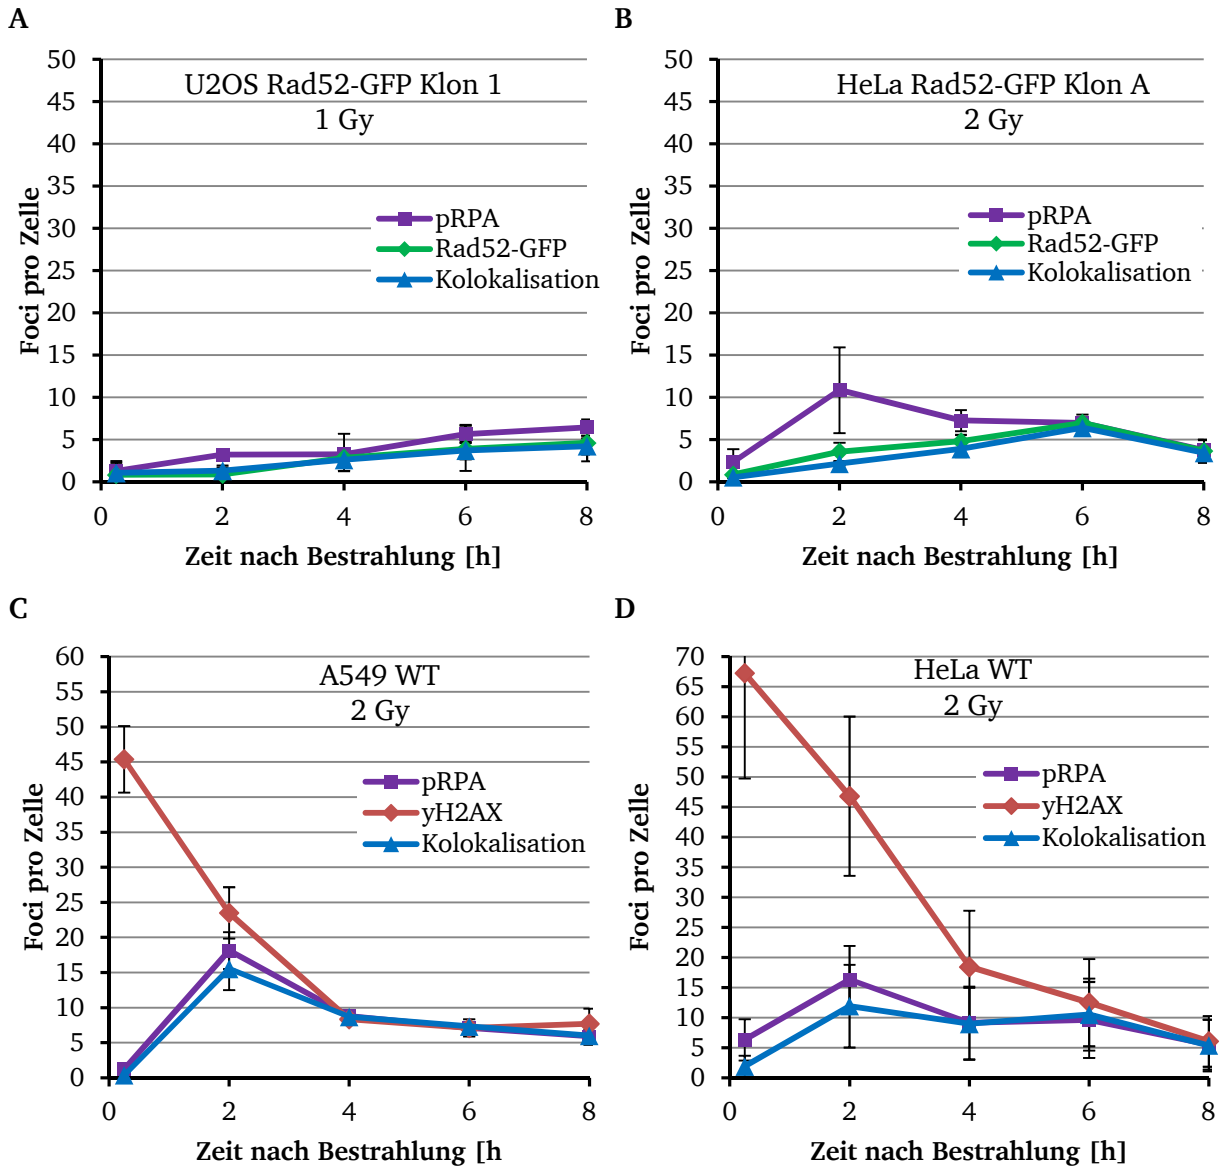 A
50
45
40
35
30
25
20
15
10
5
0
0 2 4 6 8
U2OS Rad52-GFP Klon 1
1 Gy
pRPA
Rad52-GFP
Kolokalisation
Foci pro Zelle
Zeit nach Bestrahlung [h]
B
50
45
40
35
30
25
20
15
10
5
0
0 2 4 6 8
HeLa Rad52-GFP Klon A
2 Gy
pRPA
Rad52-GFP
Kolokalisation
Foci pro Zelle
Zeit nach Bestrahlung [h]
C
60
55
50
45
40
35
30
25
20
15
10
5
0
0 2 4 6 8
A549 WT
2 Gy
pRPA
yH2AX
Kolokalisation
Foci pro Zelle
Zeit nach Bestrahlung [h
D
70
65
60
55
50
45
40
35
30
25
20
15
10
5
0
0 2 4 6 8
HeLa WT
2 Gy
pRPA
yH2AX
Kolokalisation
Foci pro Zelle
Zeit nach Bestrahlung [h]